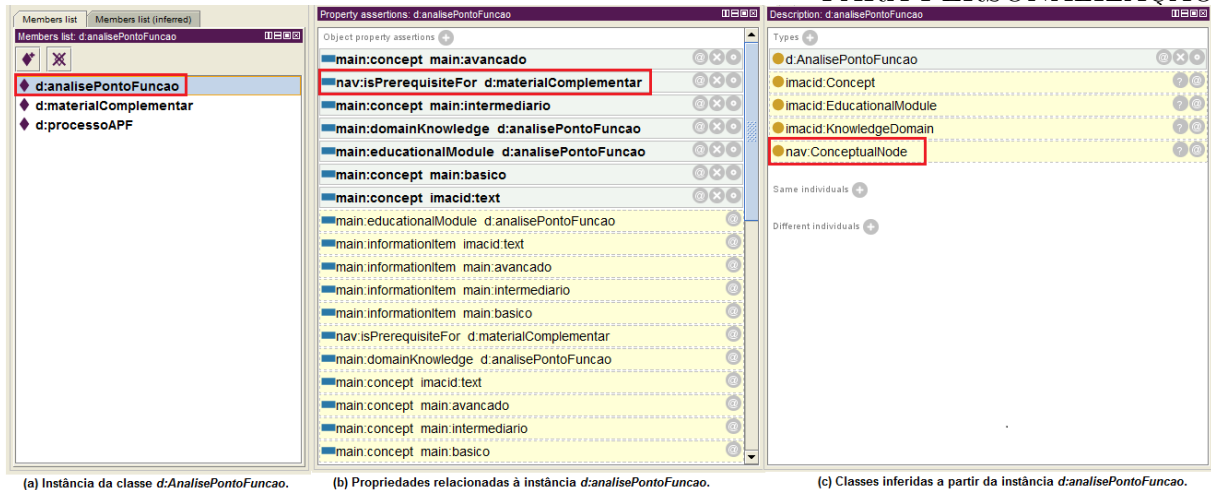 PARA PERSONALIZAÇÃO
Members list
Members list (inferred)
Members list: d:analisePontoFuncao
d:analisePontoFuncao
d:materialComplementar
d:processoAPF
(a) Instância da classe d:AnalisePontoFuncao.
Property assertions: d:analisePontoFuncao
Object property assertions
main:concept main:avancado
nav:isPrerequisiteFor d:materialComplementar
main:concept main:intermediario
main:domainKnowledge d:analisePontoFuncao
main:educationalModule d:analisePontoFuncao
main:concept main:basico
main:concept imacid:text
main:educationalModule d:analisePontoFuncao
main:informationItem imacid:text
main:informationItem main:avancado
main:informationItem main:intermediario
main:informationItem main:basico
nav:isPrerequisiteFor d:materialComplementar
main:domainKnowledge d:analisePontoFuncao
main:concept imacid:text
main:concept main:avancado
main:concept main:intermediario
main:concept main:basico
(b) Propriedades relacionadas à instância d:analisePontoFuncao.
Description: d:analisePontoFuncao
Types
d:AnalisePontoFuncao
imacid:Concept
imacid:EducationalModule
imacid:KnowledgeDomain
nav:ConceptualNode
Same individuals
Different individuals
(c) Classes inferidas a partir da instância d:analisePontoFuncao.